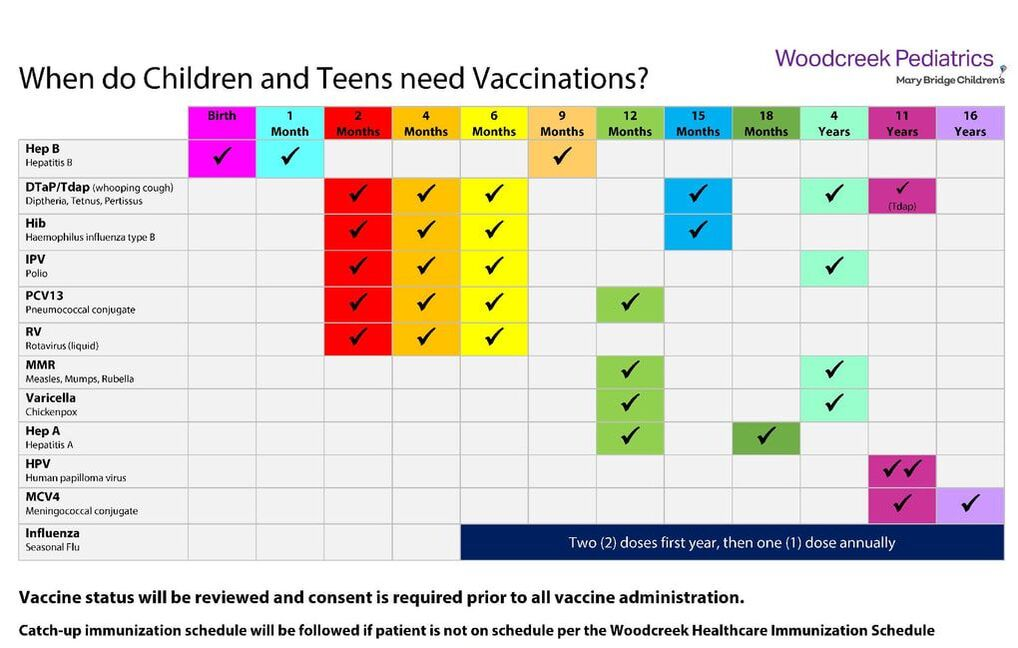 Woodcreek Pediatrics
Mary Bridge Children's
When do Children and Teens need Vaccinations?
Birth
1 Month
2 Months
4 Months
6 Months
9 Months
12 Months
15 Months
18 Months
4 Years
11 Years
16 Years
Hep B
Hepatitis B
DTaP/Tdap (whooping cough)
Diptheria, Tetnus, Pertissus
(Tdap)
Hib
Haemophilus influenza type B
IPV
Polio
PCV13
Pneumococcal conjugate
RV
Rotavirus (liquid)
MMR
Measles, Mumps, Rubella
Varicella
Chickenpox
Hep A
Hepatitis A
HPV
Human papilloma virus
MCV4
Meningococcal conjugate
Influenza
Seasonal Flu
Two (2) doses first year, then one (1) dose annually
Vaccine status will be reviewed and consent is required prior to all vaccine administration.
Catch-up immunization schedule will be followed if patient is not on schedule per the Woodcreek Healthcare Immunization Schedule